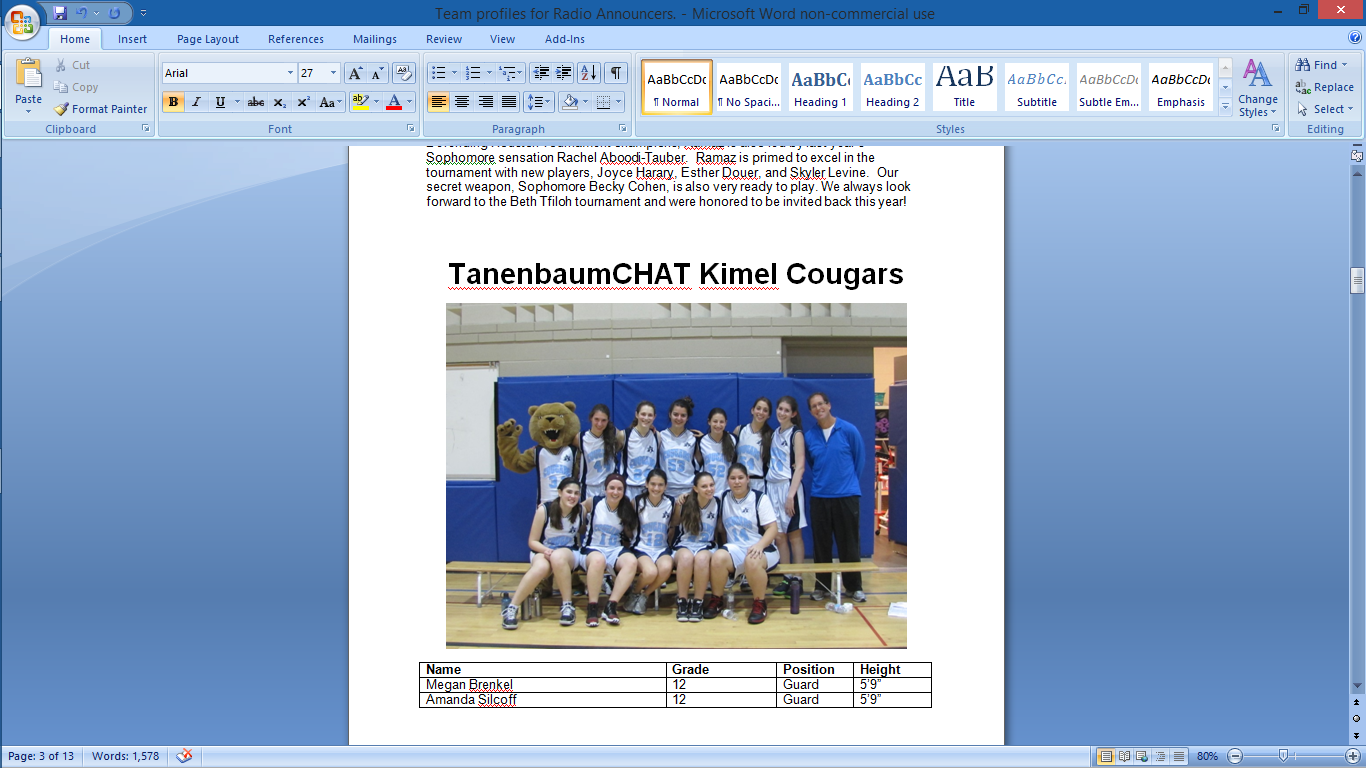 Team profiles for Radio Announcers. - Microsoft Word non-commercial use
Home Insert Page Layout References Mailings Review View Add-Ins
Paste
Cut
Copy
Format Painter
Clipboard
Arial 27
B I U abc x₂ x² Aa
Font
Paragraph
AaBbCcDc AaBbCcDc AaBbC AaBbCc AaB AaBbCc. AaBbCcDc AaBbCcDc
¶ Normal ¶ No Spaci... Heading 1 Heading 2 Title Subtitle Subtle Em... Emphasis
Change Styles
Styles
Find
Replace
Select
Editing
Sophomore sensation Rachel Aboodi-Tauber. Ramaz is primed to excel in the
tournament with new players, Joyce Harary, Esther Douer, and Skyler Levine. Our
secret weapon, Sophomore Becky Cohen, is also very ready to play. We always look
forward to the Beth Tfiloh tournament and were honored to be invited back this year!
TanenbaumCHAT Kimel Cougars
53
52
Name Grade Position Height
Megan Brenkel 12 Guard 5'9"
Amanda Silcoff 12 Guard 5'9"
Page: 3 of 13 Words: 1,578 80%